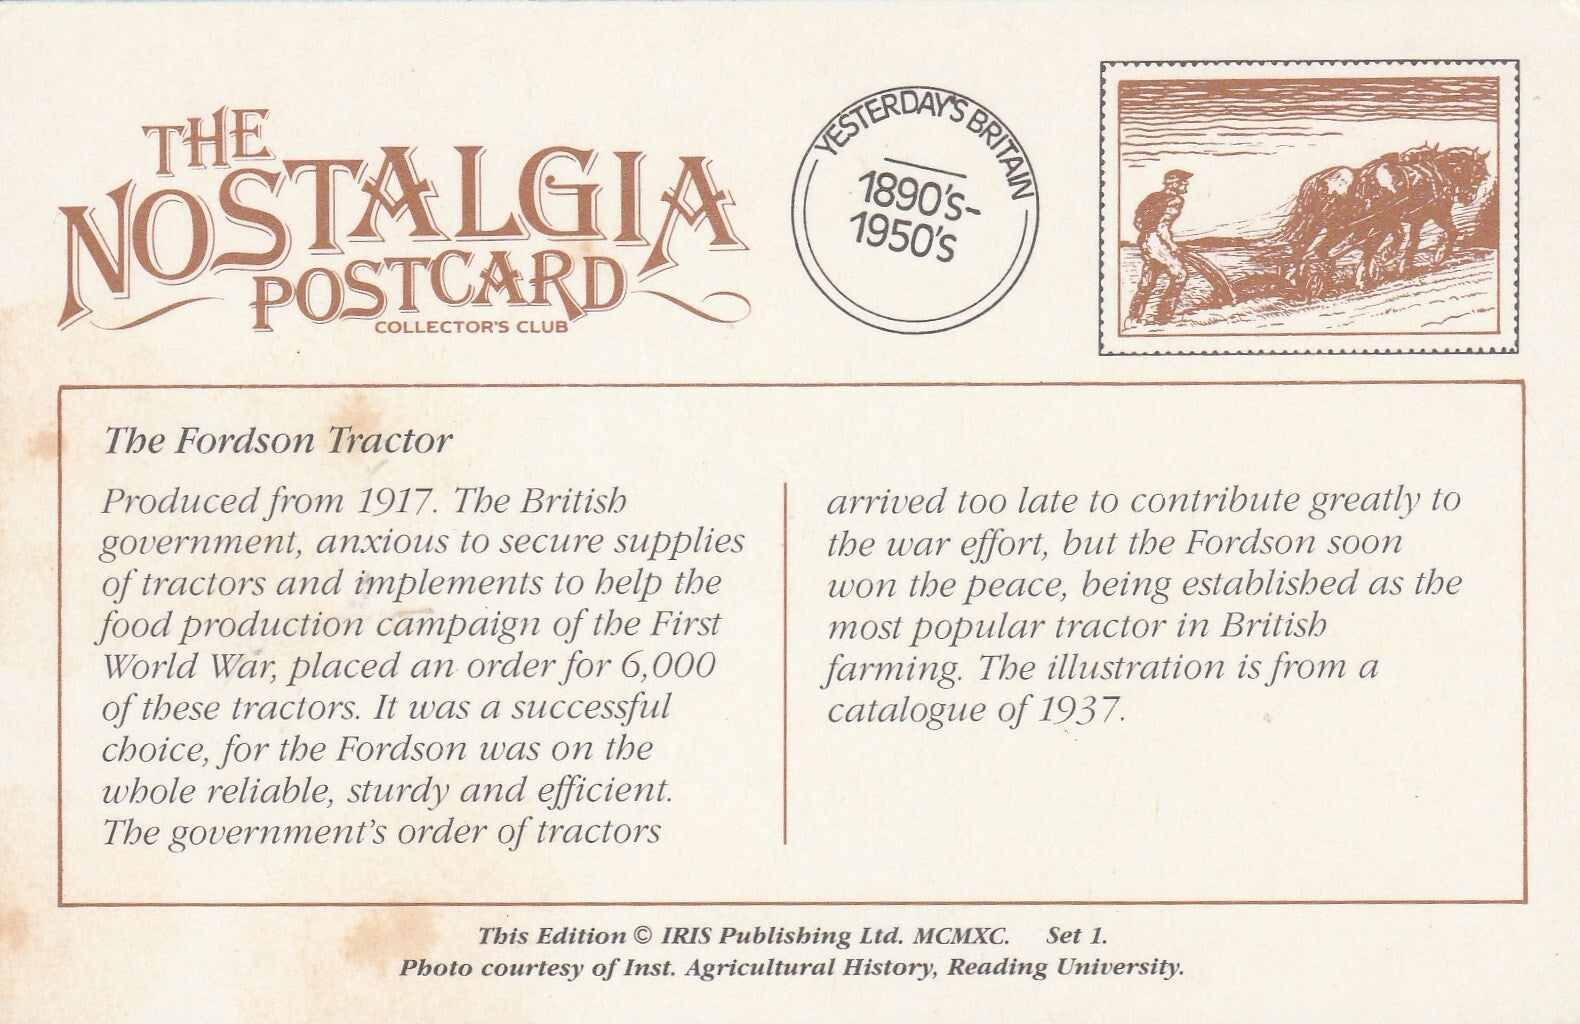 THE
NOSTALGIA
POSTCARD
COLLECTOR'S CLUB
YESTERDAY'S BRITAIN
1890's-
1950's
The Fordson Tractor
Produced from 1917. The British
government, anxious to secure supplies
of tractors and implements to help the
food production campaign of the First
World War, placed an order for 6,000
of these tractors. It was a successful
choice, for the Fordson was on the
whole reliable, sturdy and efficient.
The government's order of tractors
arrived too late to contribute greatly to
the war effort, but the Fordson soon
won the peace, being established as the
most popular tractor in British
farming. The illustration is from a
catalogue of 1937.
This Edition © IRIS Publishing Ltd. MCMXC. Set 1.
Photo courtesy of Inst. Agricultural History, Reading University.